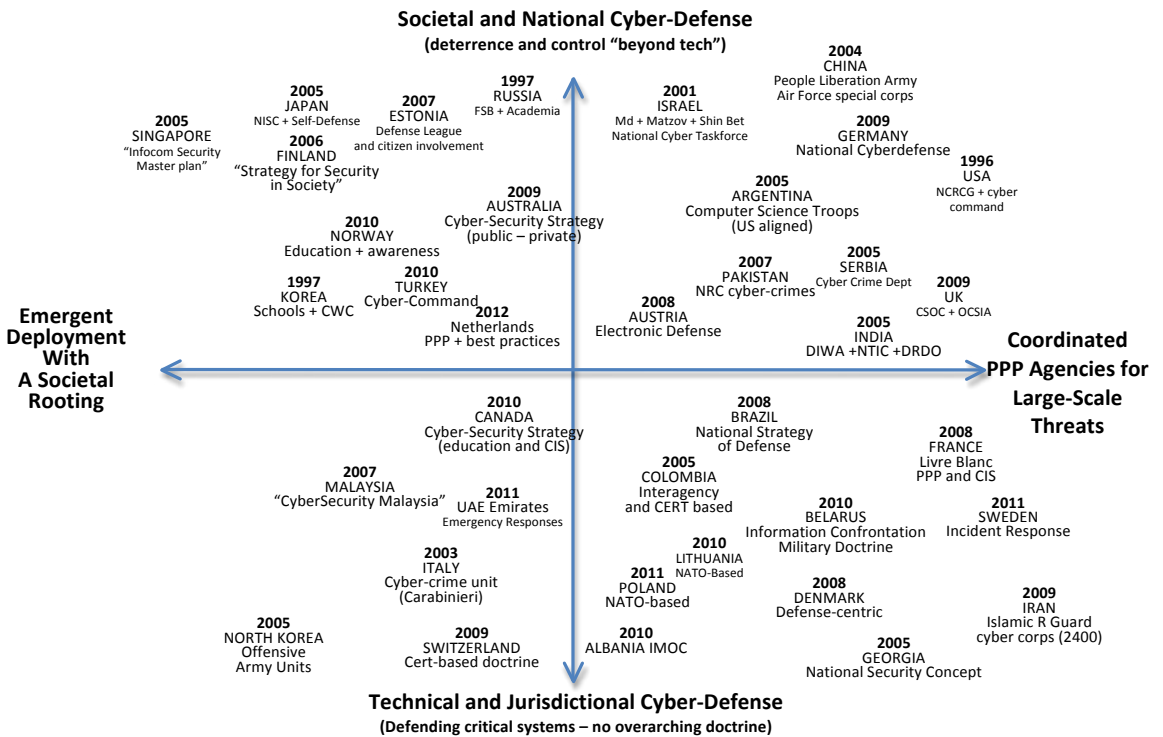 Societal and National Cyber-Defense
(deterrence and control “beyond tech”)
2004
CHINA
People Liberation Army
Air Force special corps
1997
RUSSIA
FSB + Academia
2005
JAPAN
NISC + Self-Defense
2007
ESTONIA
Defense League
and citizen involvement
2001
ISRAEL
Md + Matzov + Shin Bet
National Cyber Taskforce
2005
SINGAPORE
“Infocom Security
Master plan”
2006
FINLAND
“Strategy for Security
in Society”
2009
GERMANY
National Cyberdefense
1996
USA
NCRCG + cyber
command
2009
AUSTRALIA
Cyber-Security Strategy
(public – private)
2005
ARGENTINA
Computer Science Troops
(US aligned)
2010
NORWAY
Education + awareness
2005
SERBIA
Cyber Crime Dept
2007
PAKISTAN
NRC cyber-crimes
1997
KOREA
Schools + CWC
2010
TURKEY
Cyber-Command
2009
UK
CSOC + OCSIA
2008
AUSTRIA
Electronic Defense
2012
Netherlands
PPP + best practices
2005
INDIA
DIWA +NTIC +DRDO
Emergent
Deployment
With
A Societal
Rooting
Coordinated
PPP Agencies for
Large-Scale
Threats
2010
CANADA
Cyber-Security Strategy
(education and CIS)
2008
BRAZIL
National Strategy
of Defense
2008
FRANCE
Livre Blanc
PPP and CIS
2007
MALAYSIA
“CyberSecurity Malaysia”
2005
COLOMBIA
Interagency
and CERT based
2011
UAE Emirates
Emergency Responses
2010
BELARUS
Information Confrontation
Military Doctrine
2011
SWEDEN
Incident Response
2003
ITALY
Cyber-crime unit
(Carabinieri)
2010
LITHUANIA
NATO-Based
2011
POLAND
NATO-based
2008
DENMARK
Defense-centric
2009
IRAN
Islamic R Guard
cyber corps (2400)
2005
NORTH KOREA
Offensive
Army Units
2009
SWITZERLAND
Cert-based doctrine
2010
ALBANIA IMOC
2005
GEORGIA
National Security Concept
Technical and Jurisdictional Cyber-Defense
(Defending critical systems – no overarching doctrine)